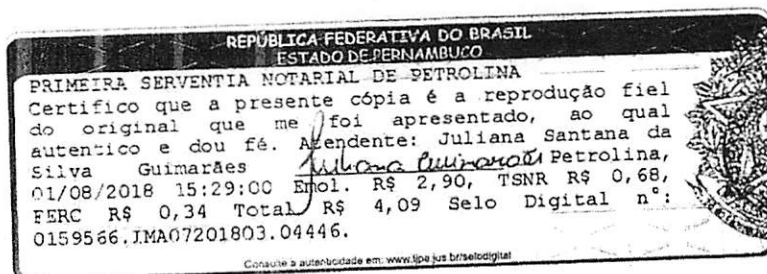 REPÚBLICA FEDERATIVA DO BRASIL
ESTADO DE PERNAMBUCO
PRIMEIRA SERVENTIA NOTARIAL DE PETROLINA
Certifico que a presente cópia é a reprodução fiel
do original que me foi apresentado, ao qual
autentico e dou fé. Atendente: Juliana Santana da
Silva Guimarães Juliana Guimarães Petrolina,
01/08/2018 15:29:00 Emol. R$ 2,90, TSNR R$ 0,68,
FERC R$ 0,34 Total R$ 4,09 Selo Digital n°:
0159566.JMA07201803.04446.
Consulte a autenticidade em: www.tjpe.jus.br/selodigital